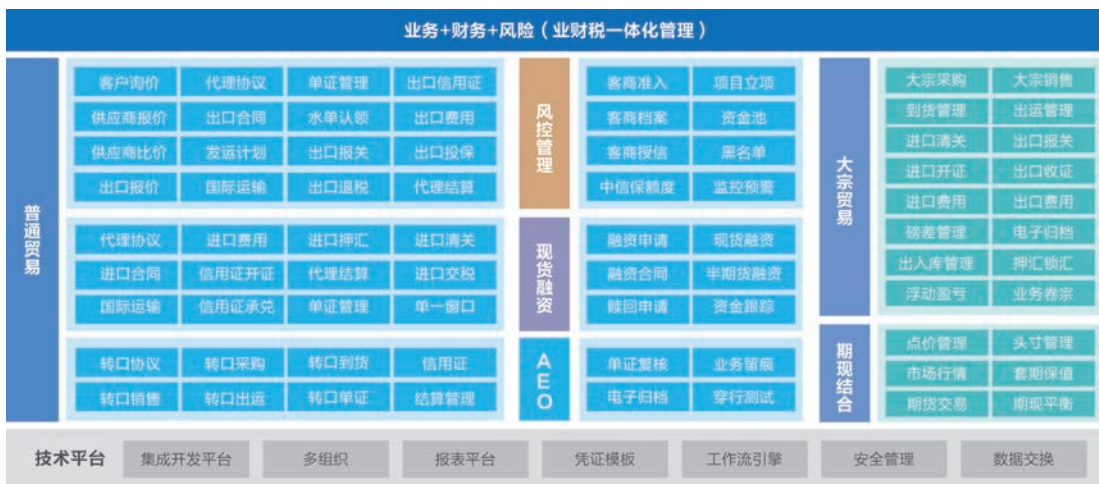 业务+财务+风险（业财税一体化管理）
普通贸易
客户询价 代理协议 单证管理 出口信用证
供应商报价 出口合同 水单认领 出口费用
供应商比价 发运计划 出口报关 出口投保
出口报价 国际运输 出口退税 代理结算
代理协议 进口费用 进口押汇 进口清关
进口合同 信用证开证 代理结算 进口交税
国际运输 信用证承兑 单证管理 单一窗口
转口协议 转口采购 转口到货 信用证
转口销售 转口出运 转口单证 结算管理
风控管理
客商准入 项目立项
客商档案 资金池
客商授信 黑名单
中信保额度 监控预警
现货融资
融资申请 现货融资
融资合同 半期货融资
赎回申请 资金跟踪
AEO
单证复核 业务留痕
电子归档 穿行测试
大宗贸易
大宗采购 大宗销售
到货管理 出运管理
进口清关 出口报关
进口开证 出口收证
进口费用 出口费用
磅差管理 电子归档
出入库管理 押汇锁汇
浮动盈亏 业务卷宗
期现结合
点价管理 头寸管理
市场行情 套期保值
期货交易 期现平衡
技术平台 集成开发平台 多组织 报表平台 凭证模板 工作流引擎 安全管理 数据交换